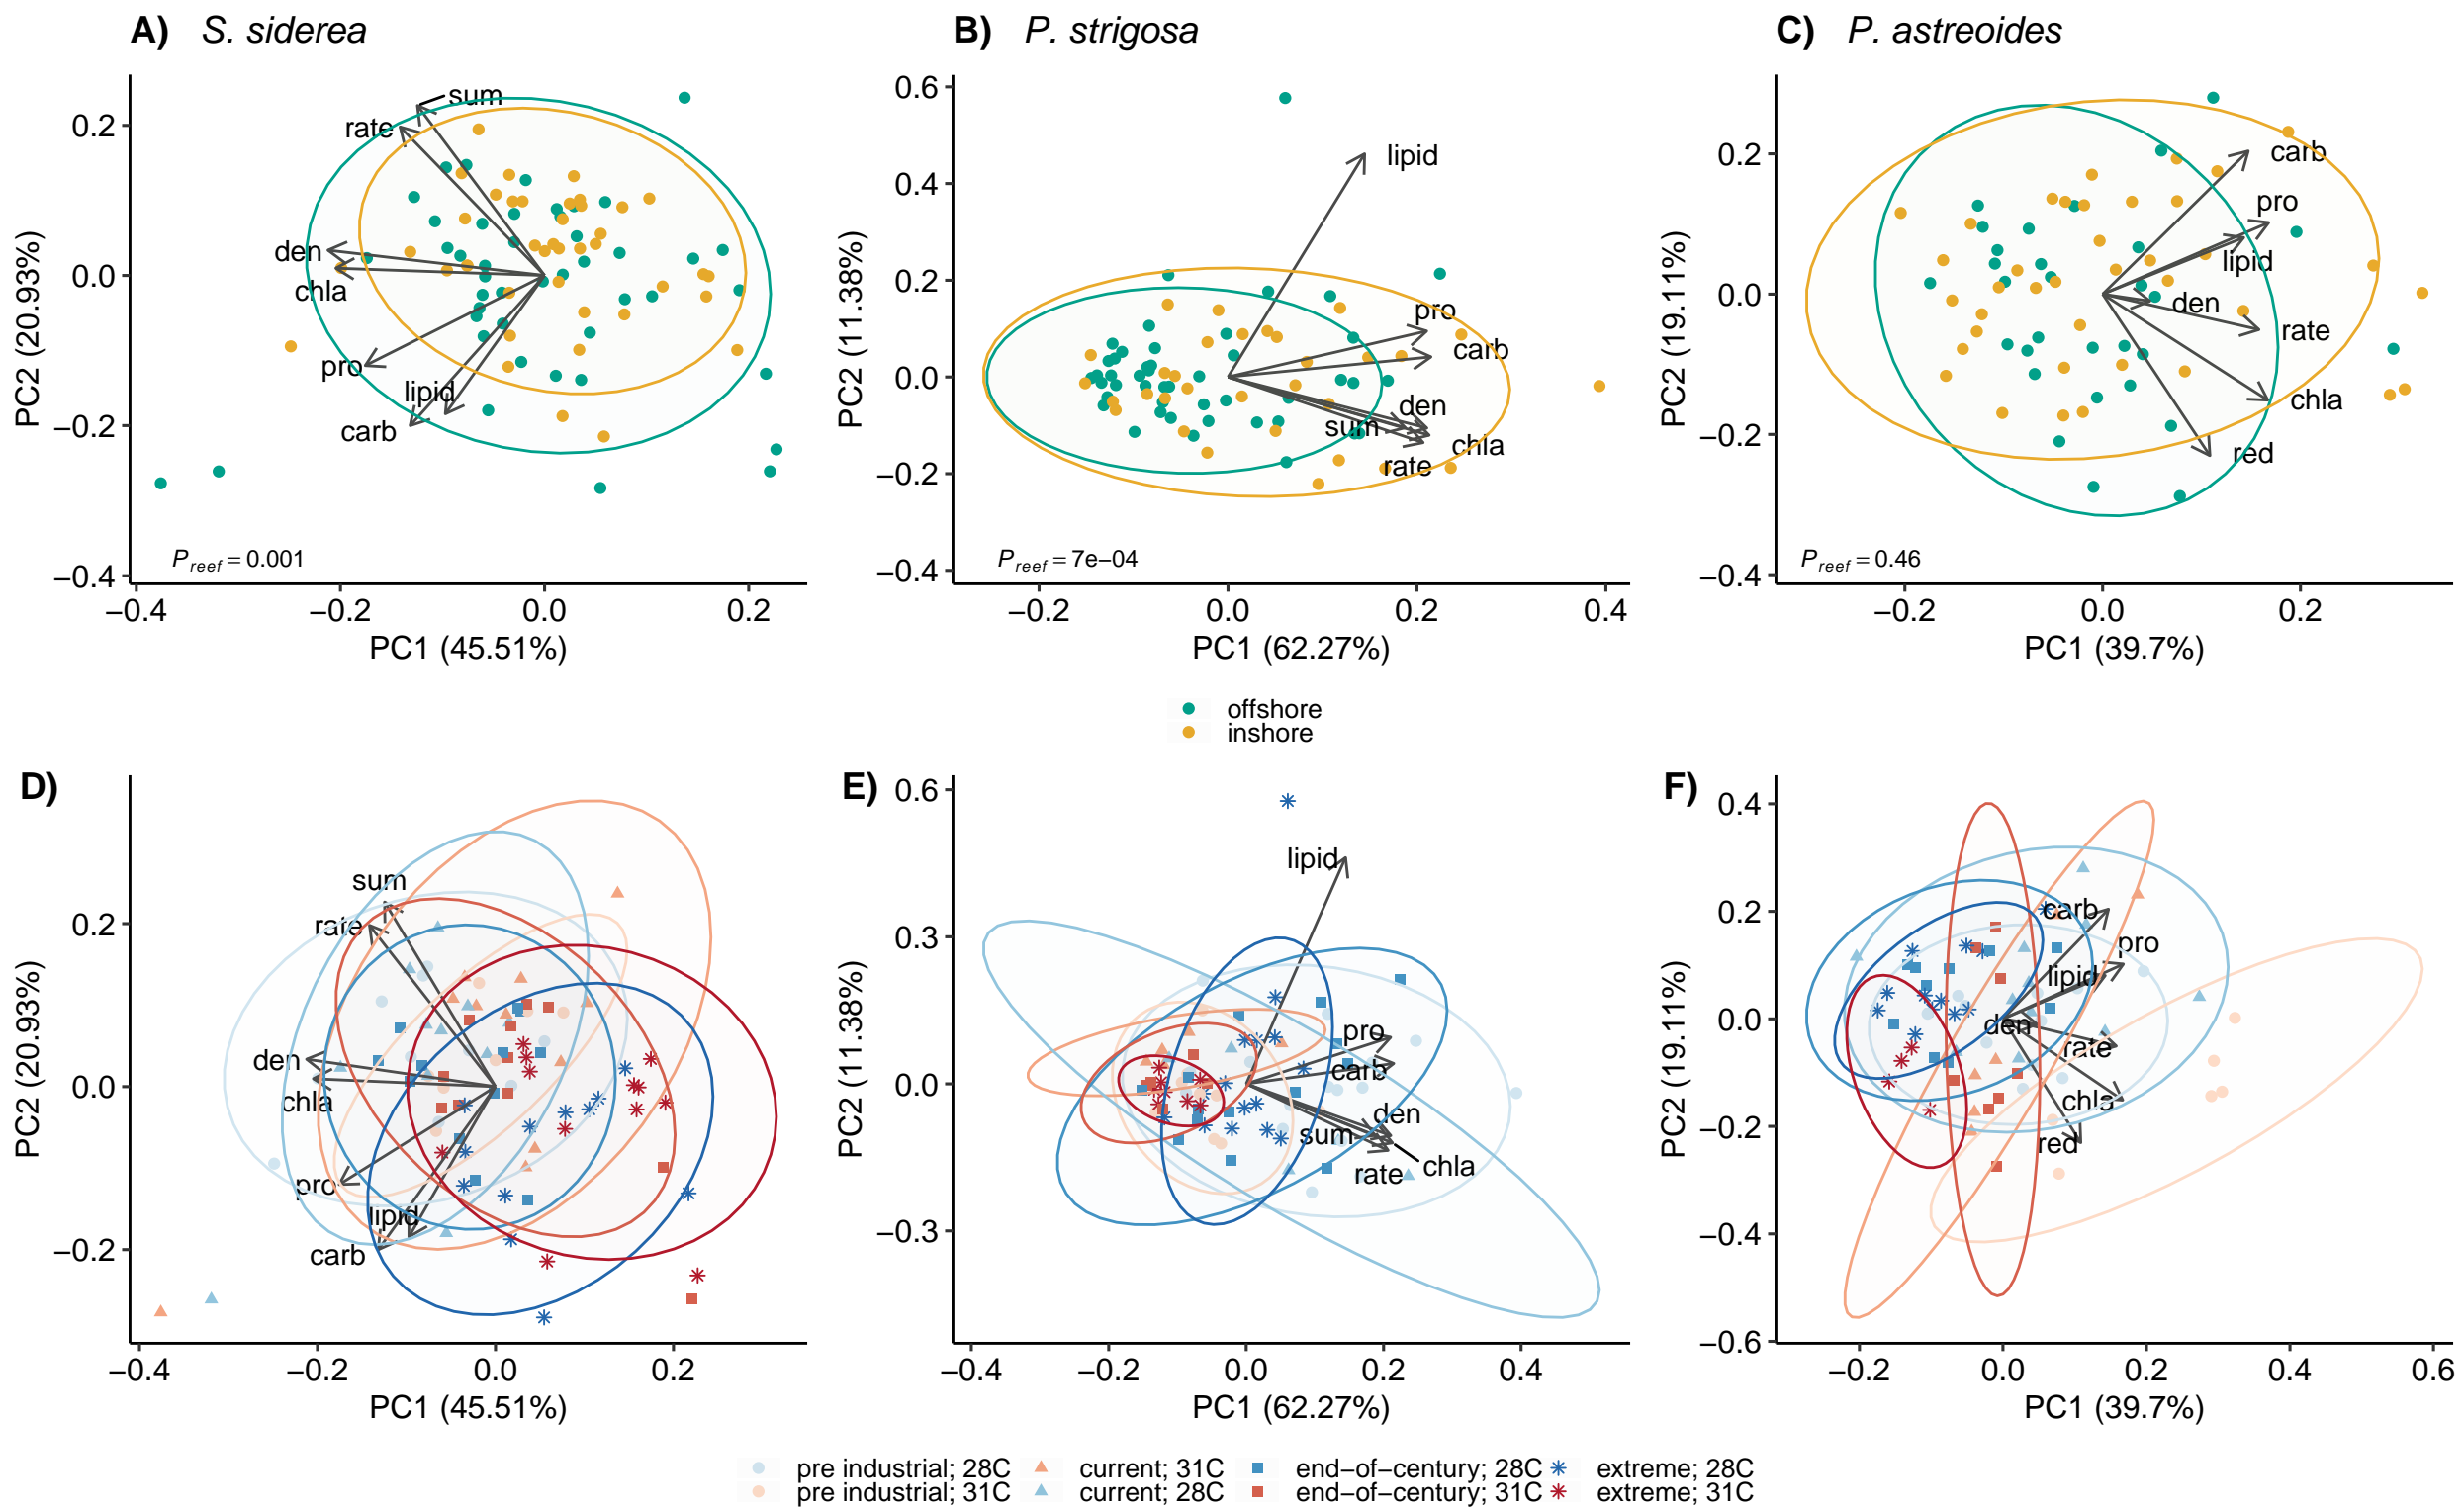 A) S. siderea
B) P. strigosa
C) P. astreoides
PC2 (20.93%)
0.2
0.0
−0.2
−0.4
sum
rate
den
chla
pro
lipid
carb
P reef = 0.001
−0.4 −0.2 0.0 0.2
PC1 (45.51%)
PC2 (11.38%)
0.6
0.4
0.2
0.0
−0.2
−0.4
lipid
pro
carb
den
sum
chla
rate
P reef = 7e−04
−0.2 0.0 0.2 0.4
PC1 (62.27%)
PC2 (19.11%)
0.2
0.0
−0.2
−0.4
carb
pro
lipid
den
rate
chla
red
P reef = 0.46
−0.2 0.0 0.2
PC1 (39.7%)
offshore
inshore
D)
PC2 (20.93%)
0.2
0.0
−0.2
sum
rate
den
chla
pro
lipid
carb
−0.4 −0.2 0.0 0.2
PC1 (45.51%)
E)
PC2 (11.38%)
0.6
0.3
0.0
−0.3
lipid
pro
carb
den
sum
chla
rate
−0.4 −0.2 0.0 0.2 0.4
PC1 (62.27%)
F)
PC2 (19.11%)
0.4
0.2
0.0
−0.2
−0.4
−0.6
carb
pro
lipid
den
rate
chla
red
−0.2 0.0 0.2 0.4 0.6
PC1 (39.7%)
pre industrial; 28C current; 31C end−of−century; 28C extreme; 28C
pre industrial; 31C current; 28C end−of−century; 31C extreme; 31C